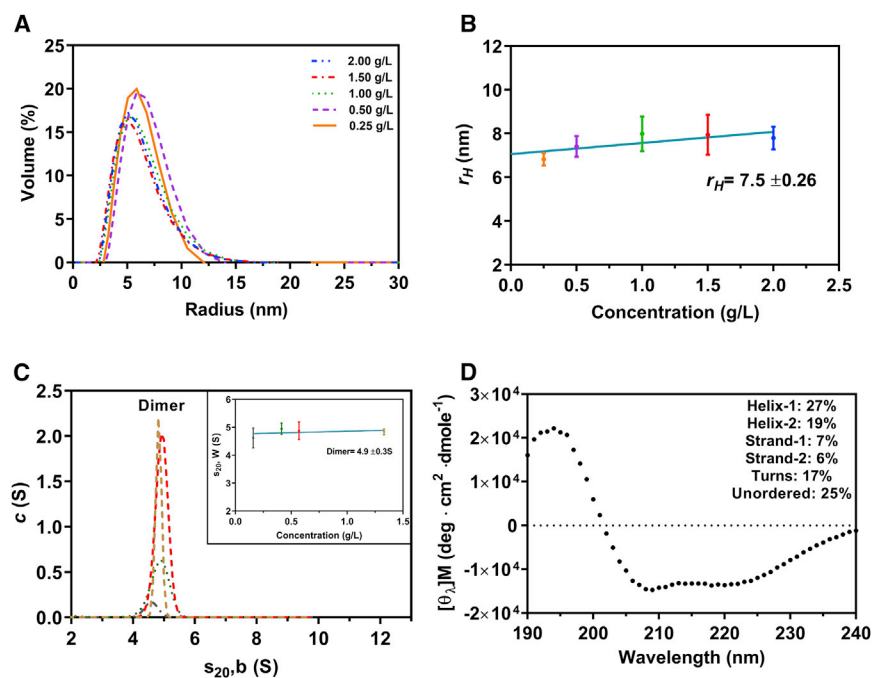 A
Volume (%)
25
20
15
10
5
0
0 5 10 15 20 25 30
Radius (nm)
2.00 g/L
1.50 g/L
1.00 g/L
0.50 g/L
0.25 g/L
B
rH (nm)
12
10
8
6
4
2
0.0 0.5 1.0 1.5 2.0 2.5
Concentration (g/L)
rH= 7.5 ±0.26
C
c (S)
2.5
2.0
1.5
1.0
0.5
0.0
2 4 6 8 10 12
s20,b (S)
Dimer
s20, W (S)
6
5
4
3
2
0.0 0.5 1.0 1.5
Concentration (g/L)
Dimer= 4.9 ±0.3S
D
[θλ]M (deg · cm² ·dmole⁻¹)
3×10⁴
2×10⁴
1×10⁴
0
-1×10⁴
-2×10⁴
190 200 210 220 230 240
Wavelength (nm)
Helix-1: 27%
Helix-2: 19%
Strand-1: 7%
Strand-2: 6%
Turns: 17%
Unordered: 25%